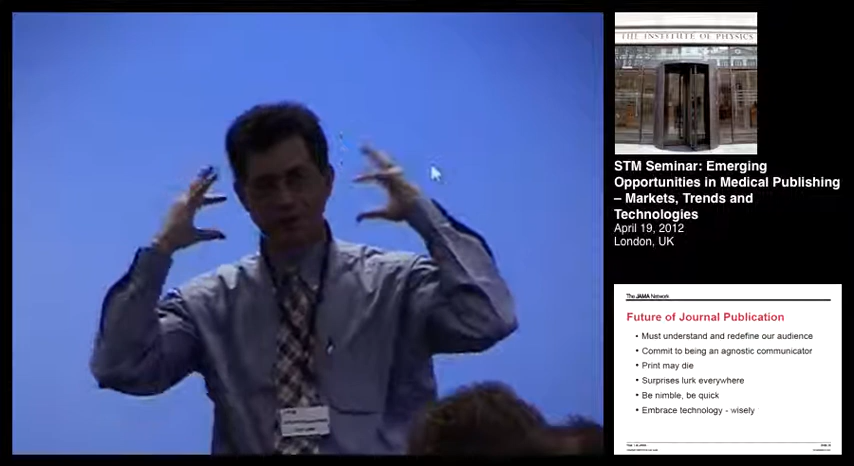 THE INSTITUTE OF PHYSICS
STM Seminar: Emerging
Opportunities in Medical Publishing
– Markets, Trends and
Technologies
April 19, 2012
London, UK
The JAMA Network
Future of Journal Publication
• Must understand and redefine our audience
• Commit to being an agnostic communicator
• Print may die
• Surprises lurk everywhere
• Be nimble, be quick
• Embrace technology - wisely